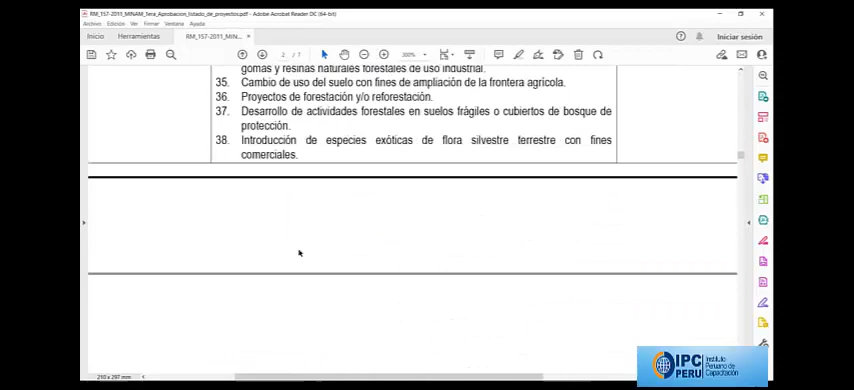 RM_157-2011_MINAM_1era_Aprobacion_listado_de_proyectos.pdf - Adobe Acrobat Reader DC (64-bit)
Archivo Edición Ver Firmar Ventana Ayuda
Inicio Herramientas RM_157-2011_MIN... × Iniciar sesión
2 / 7 300%
gomas y resinas naturales forestales de uso industrial.
35. Cambio de uso del suelo con fines de ampliación de la frontera agrícola.
36. Proyectos de forestación y/o reforestación.
37. Desarrollo de actividades forestales en suelos frágiles o cubiertos de bosque de
protección.
38. Introducción de especies exóticas de flora silvestre terrestre con fines
comerciales.
210 x 297 mm
IPC PERU
Instituto
Peruano de
Capacitación